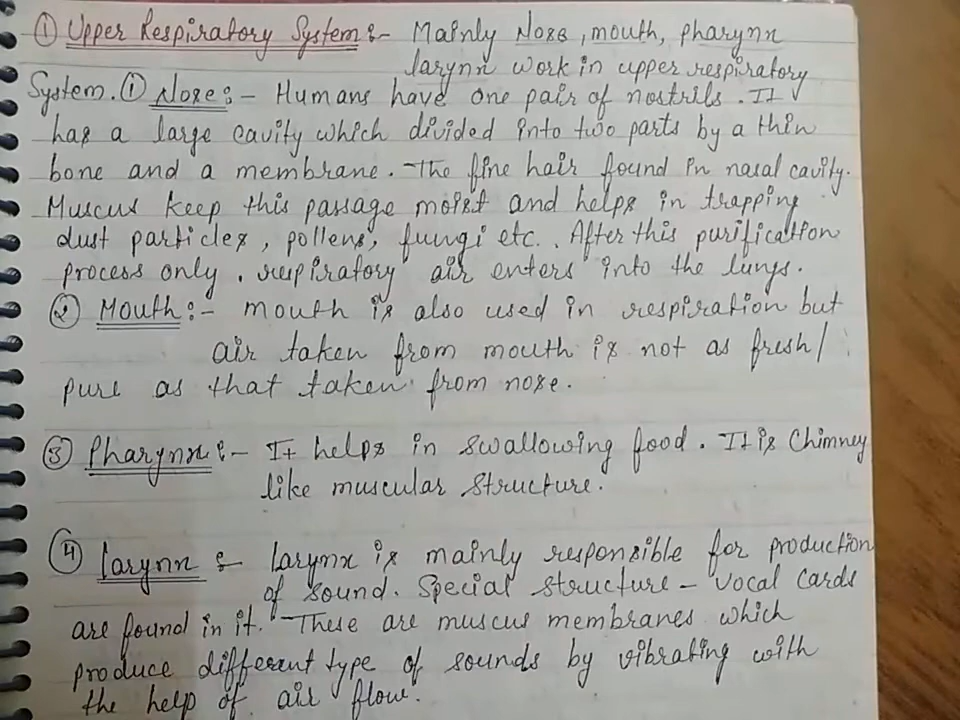 ① Upper Respiratory System :- Mainly Nose, mouth, pharynx
larynx work in upper respiratory
System. ① Nose :- Humans have one pair of nostrils. It
has a large cavity which divided into two parts by a thin
bone and a membrane. The fine hair found in nasal cavity.
Muscus keep this passage moist and helps in trapping
dust particles, pollens, fungi etc. After this purification
process only. respiratory air enters into the lungs.
② Mouth :- mouth is also used in respiration but
air taken from mouth is not as fresh/
pure as that taken from nose.
③ Pharynx :- It helps in swallowing food. It is Chimney
like muscular structure.
④ Larynx :- Larynx is mainly responsible for production
of sound. Special structure - vocal cards
are found in it. These are muscus membranes which
produce different type of sounds by vibrating with
the help of air flow.